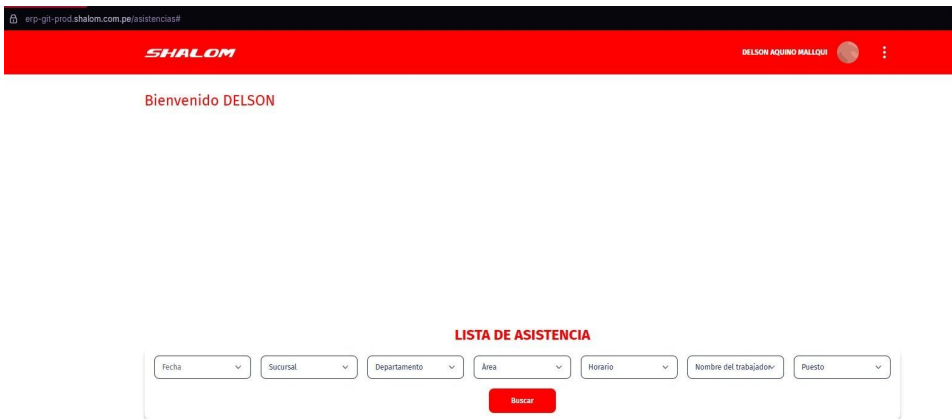 erp-git-prod.shalom.com.pe/asistencias#
SHALOM
DELSON AQUINO MALLQUI
Bienvenido DELSON
LISTA DE ASISTENCIA
Fecha Sucursal Departamento Area Horario Nombre del trabajador Puesto
Buscar